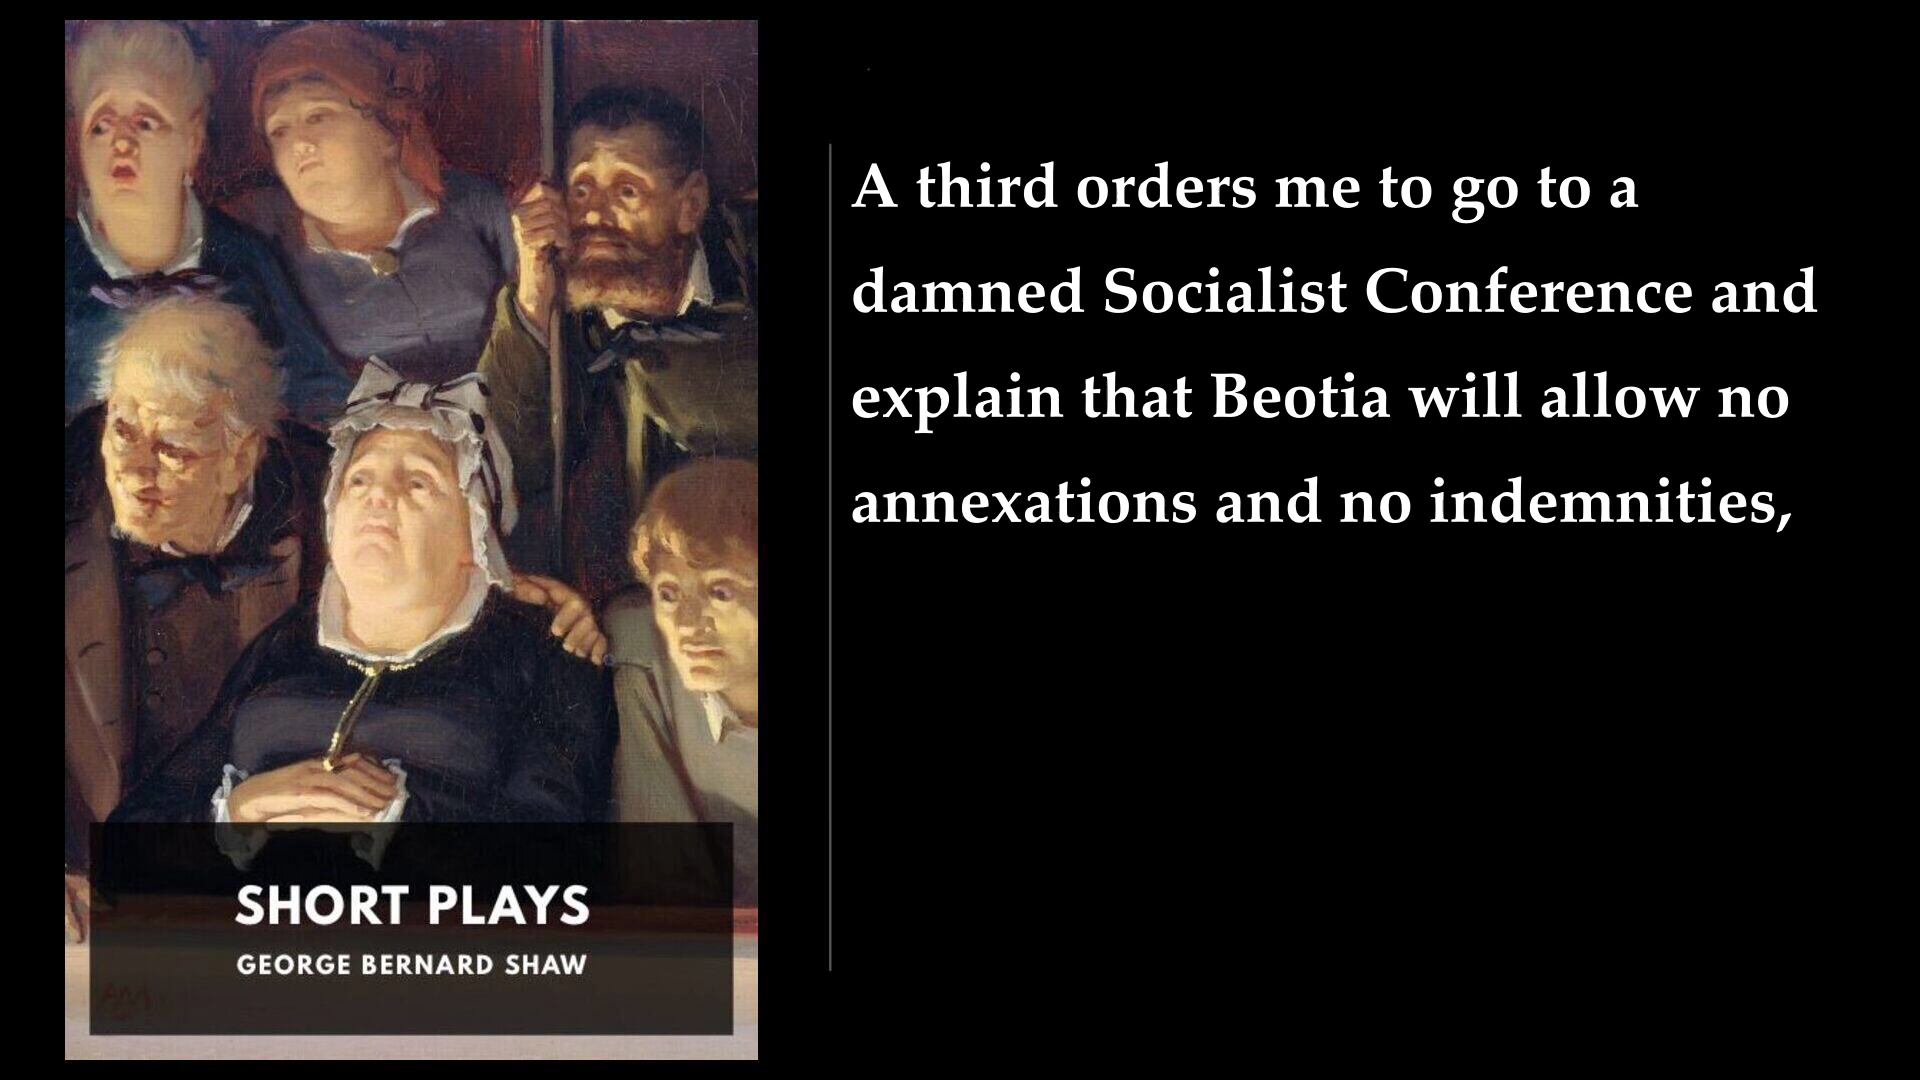 A third orders me to go to a
damned Socialist Conference and
explain that Beotia will allow no
annexations and no indemnities,
SHORT PLAYS
GEORGE BERNARD SHAW